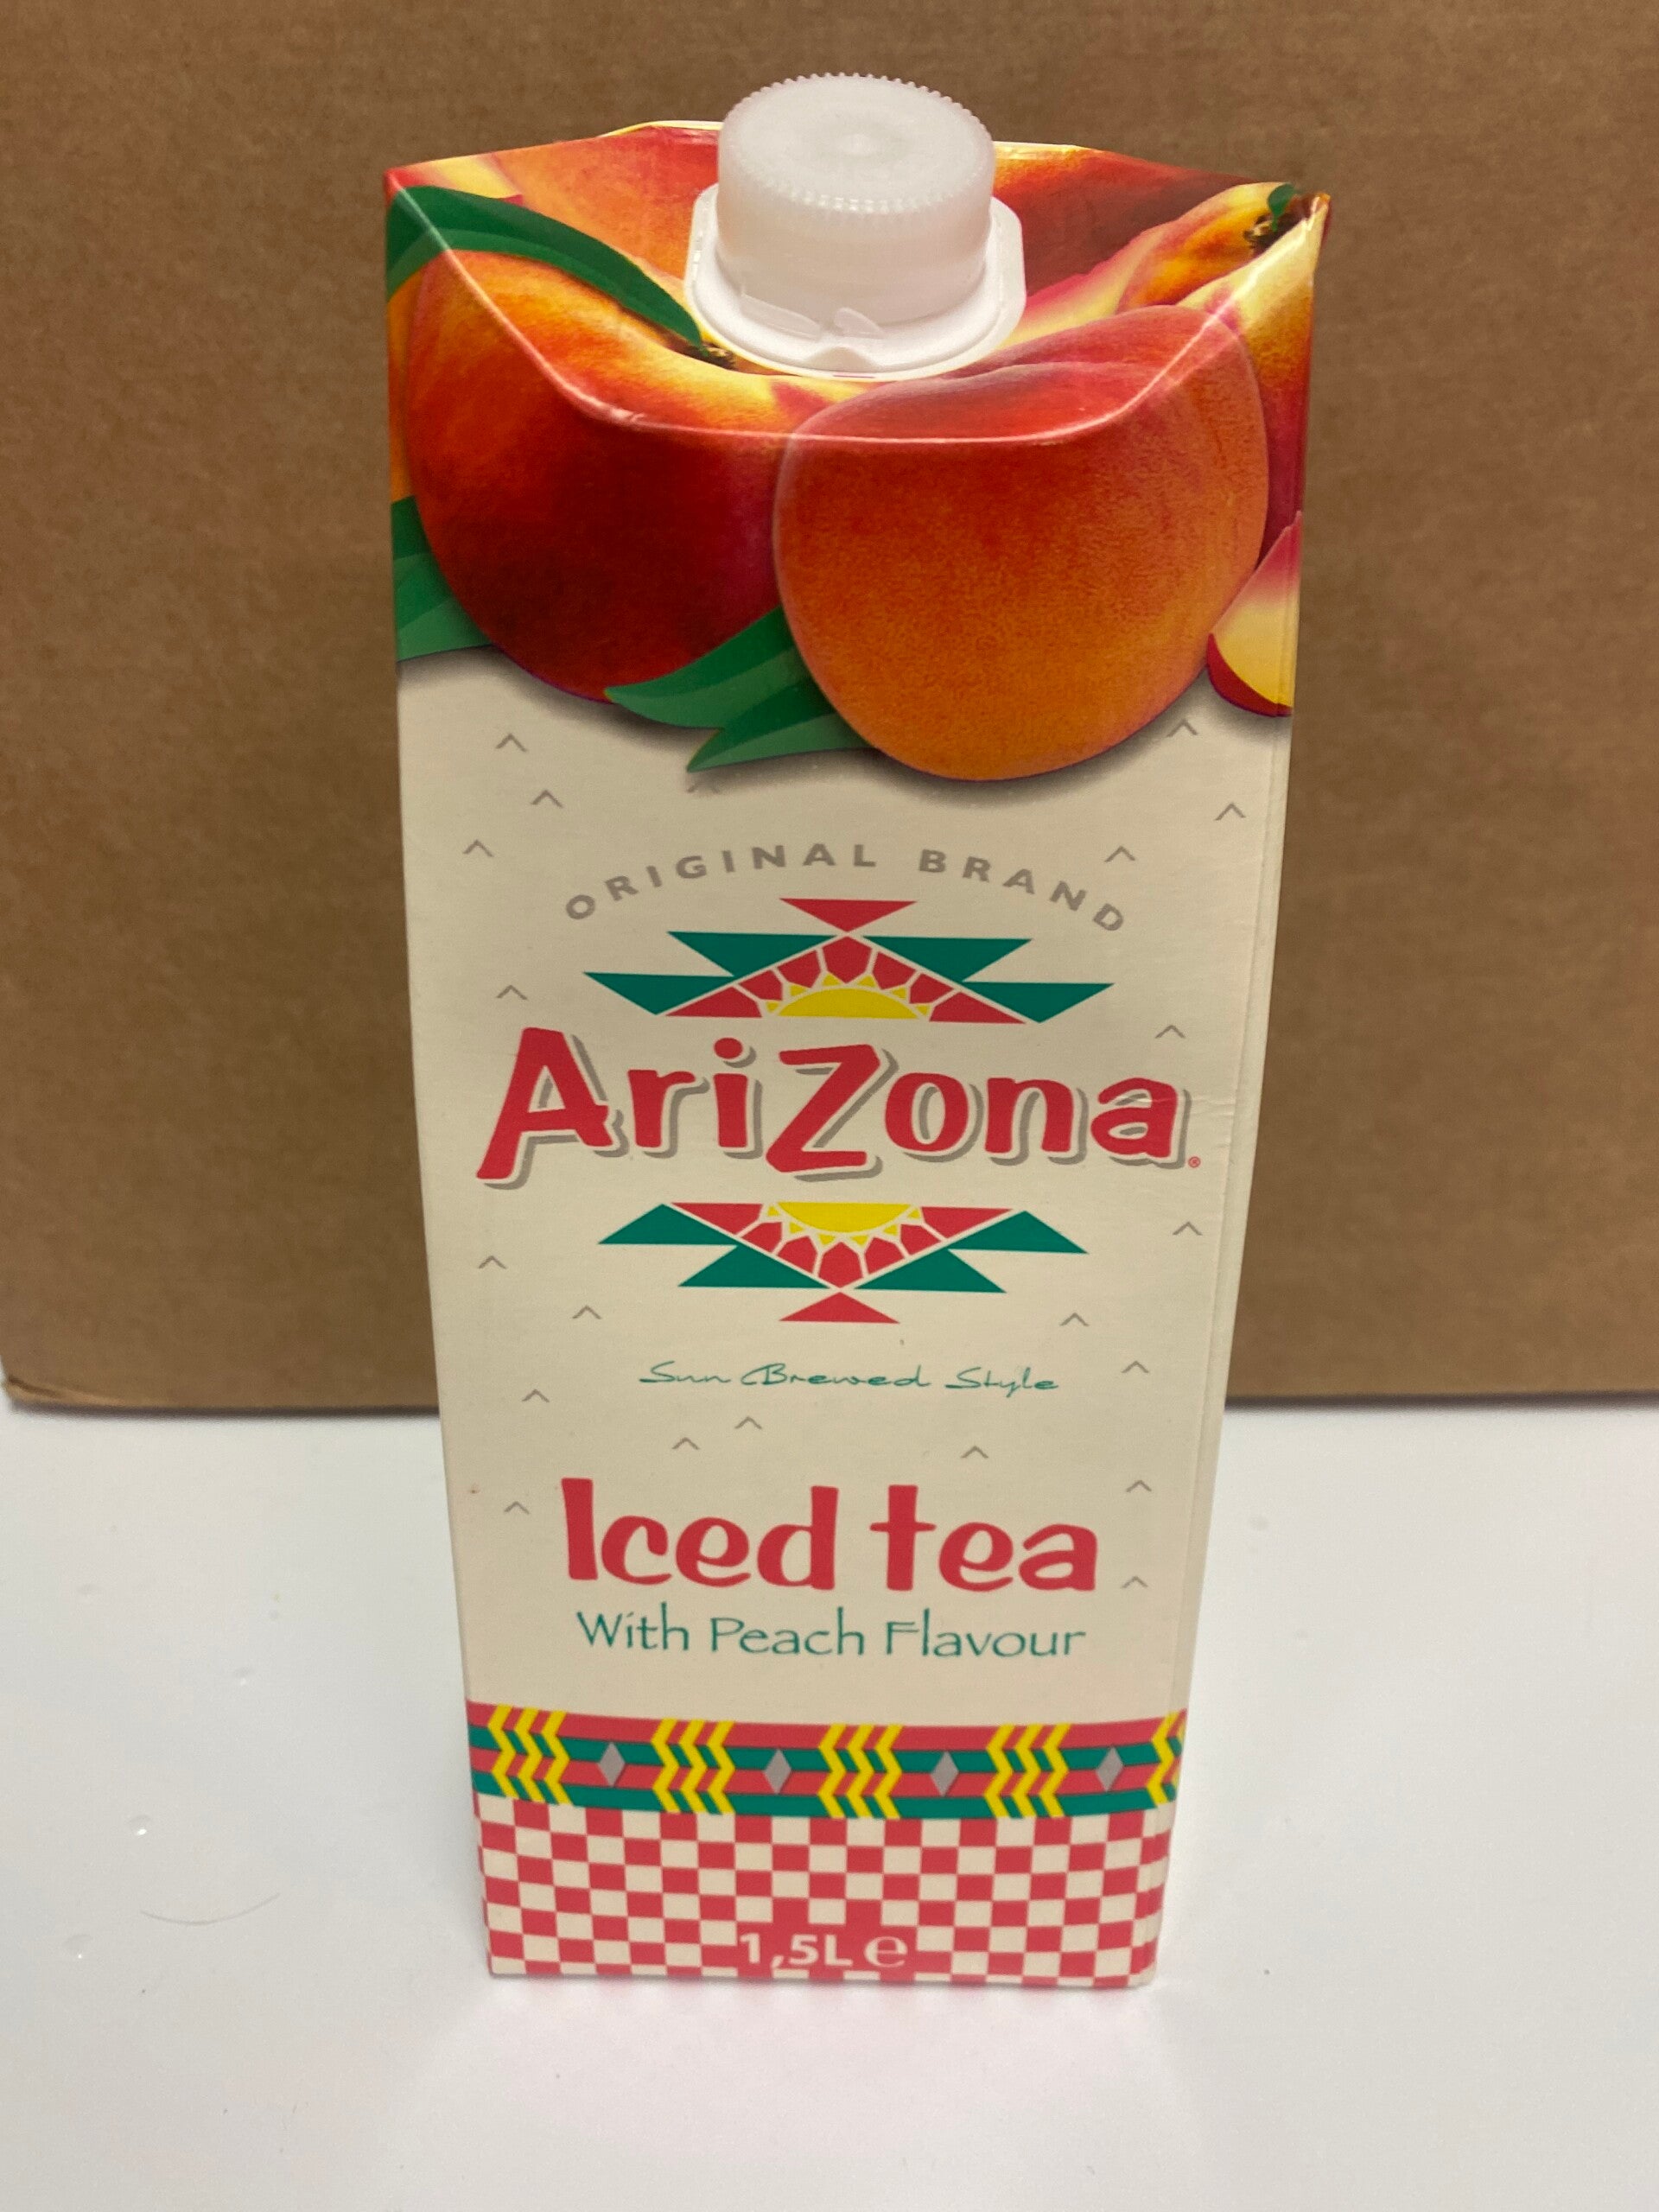 ORIGINAL BRAND
AriZona®
Sun Brewed Style
Iced tea
With Peach Flavour
1,5L e